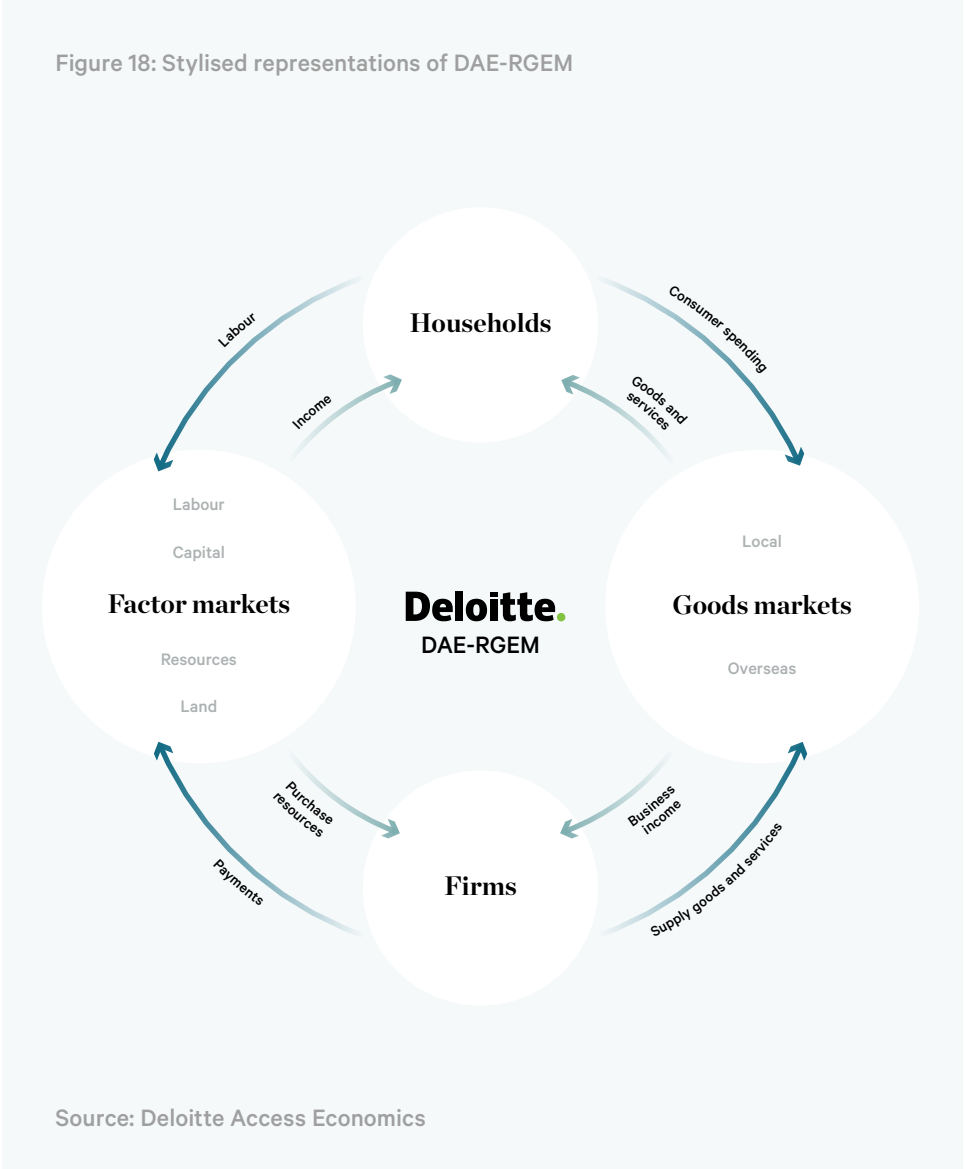 Figure 18: Stylised representations of DAE-RGEM
Households
Labour
Consumer spending
Income
Goods and
services
Labour
Capital
Factor markets
Resources
Land
Deloitte.
DAE-RGEM
Local
Goods markets
Overseas
Purchase
resources
Business
income
Payments
Supply goods and services
Firms
Source: Deloitte Access Economics